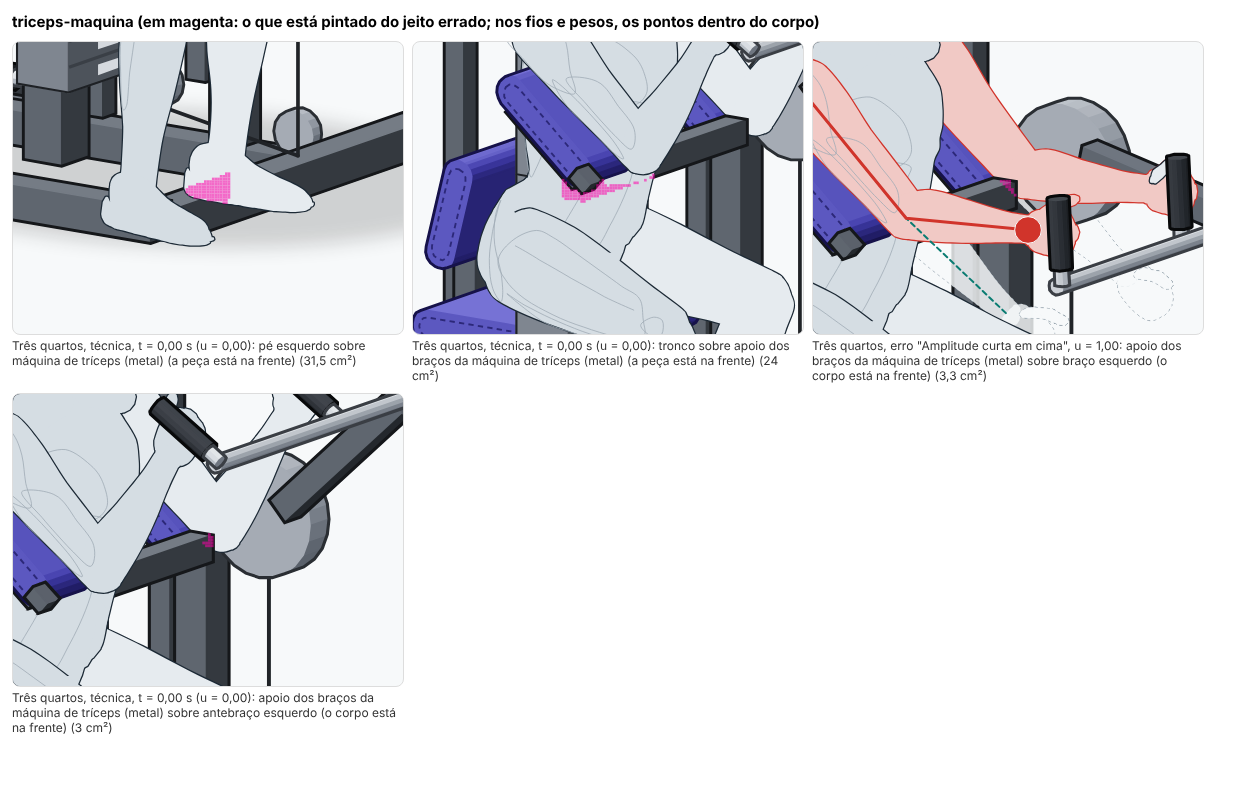 triceps-maquina (em magenta: o que está pintado do jeito errado; nos fios e pesos, os pontos dentro do corpo)
Três quartos, técnica, t = 0,00 s (u = 0,00): pé esquerdo sobre
máquina de tríceps (metal) (a peça está na frente) (31,5 cm²)
Três quartos, técnica, t = 0,00 s (u = 0,00): tronco sobre apoio dos
braços da máquina de tríceps (metal) (a peça está na frente) (24
cm²)
Três quartos, erro "Amplitude curta em cima", u = 1,00: apoio dos
braços da máquina de tríceps (metal) sobre braço esquerdo (o
corpo está na frente) (3,3 cm²)
Três quartos, técnica, t = 0,00 s (u = 0,00): apoio dos braços da
máquina de tríceps (metal) sobre antebraço esquerdo (o corpo está
na frente) (3 cm²)